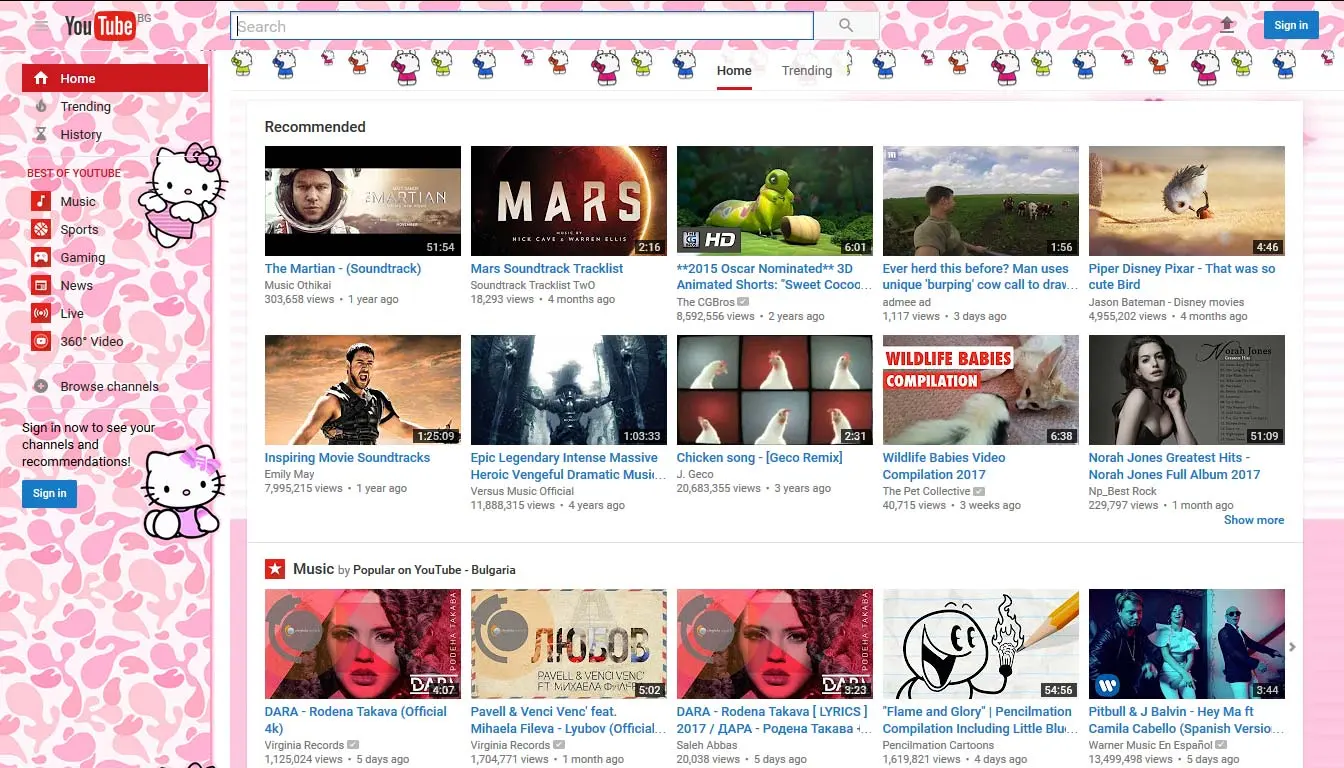 YouTube BG
Search
Sign in
Home
Trending
Home
Trending
History
BEST OF YOUTUBE
Music
Sports
Gaming
News
Live
360° Video
Browse channels
Sign in now to see your
channels and
recommendations!
Sign in
Recommended
MARTIAN
NOVEMBER
51:54
MARS
MUSIC BY
NICK CAVE & WARREN ELLIS
2:16
THE CG BROS HD
6:01
1:56
4:46
The Martian - (Soundtrack)
Music Othikai
303,658 views • 1 year ago
Mars Soundtrack Tracklist
Soundtrack Tracklist TwO
18,293 views • 4 months ago
**2015 Oscar Nominated** 3D
Animated Shorts: "Sweet Cocoo...
The CGBros
8,592,556 views • 2 years ago
Ever herd this before? Man uses
unique 'burping' cow call to draw...
admee ad
1,117 views • 3 days ago
Piper Disney Pixar - That was so
cute Bird
Jason Bateman - Disney movies
4,955,202 views • 4 months ago
1:25:09
1:03:33
2:31
WILDLIFE BABIES
COMPILATION
6:38
Norah Jones
51:09
Inspiring Movie Soundtracks
Emily May
7,995,215 views • 1 year ago
Epic Legendary Intense Massive
Heroic Vengeful Dramatic Music...
Versus Music Official
11,888,315 views • 4 years ago
Chicken song - [Geco Remix]
J. Geco
20,683,355 views • 3 years ago
Wildlife Babies Video
Compilation 2017
The Pet Collective
40,715 views • 3 weeks ago
Norah Jones Greatest Hits -
Norah Jones Full Album 2017
Np_Best Rock
229,797 views • 1 month ago
Show more
Music by Popular on YouTube - Bulgaria
РОДЕНА ТАКАВА
DARA
4:07
ЛЮБОВ
PAVELL & VENCI VENC'
FT. МИХАЕЛА ФИЛЕВА
5:02
РОДЕНА ТАКАВА
DARA
3:23
54:56
3:44
DARA - Rodena Takava (Official
4k)
Virginia Records
1,125,024 views • 5 days ago
Pavell & Venci Venc' feat.
Mihaela Fileva - Lyubov (Official...
Virginia Records
1,704,771 views • 1 month ago
DARA - Rodena Takava [ LYRICS ]
2017 / ДАРА - Родена Такава +...
Saleh Abbas
20,038 views • 5 days ago
"Flame and Glory" | Pencilmation
Compilation Including Little Blu...
Pencilmation Cartoons
1,619,821 views • 4 days ago
Pitbull & J Balvin - Hey Ma ft
Camila Cabello (Spanish Versio...
Warner Music En Español
13,499,498 views • 5 days ago